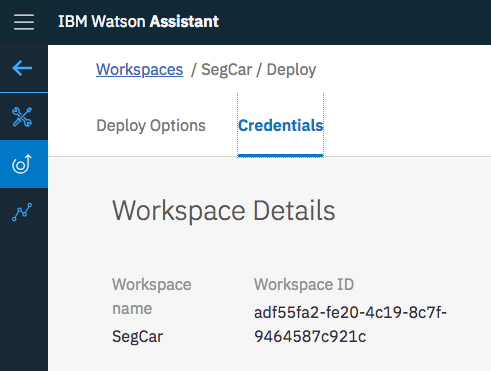 IBM Watson Assistant
Workspaces / SegCar / Deploy
Deploy Options Credentials
Workspace Details
Workspace name
Workspace ID
SegCar
adf55fa2-fe20-4c19-8c7f-
9464587c921c